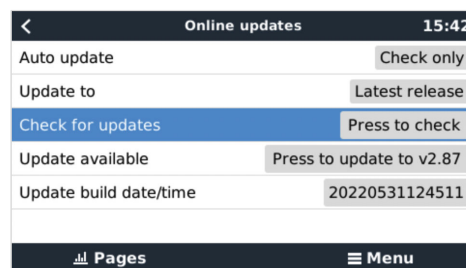 Online updates 15:42
Auto update Check only
Update to Latest release
Check for updates Press to check
Update available Press to update to v2.87
Update build date/time 20220531124511
Pages Menu